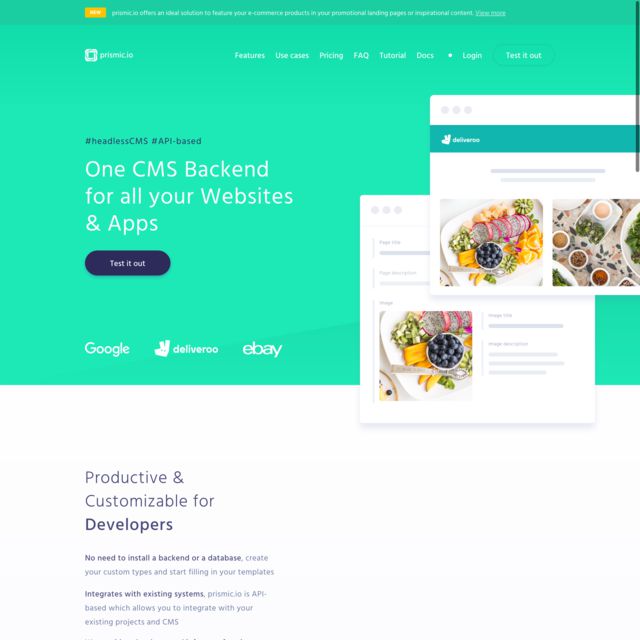 NEW prismic.io offers an ideal solution to feature your e-commerce products in your promotional landing pages or inspirational content. View more
prismic.io Features Use cases Pricing FAQ Tutorial Docs Login Test it out
#headlessCMS #API-based
One CMS Backend
for all your Websites
& Apps
Test it out
Google deliveroo ebay
deliveroo
Page title
Page description
Image
Image title
Image description
Productive &
Customizable for
Developers
No need to install a backend or a database, create
your custom types and start filling in your templates
Integrates with existing systems, prismic.io is API-
based which allows you to integrate with your
existing projects and CMS